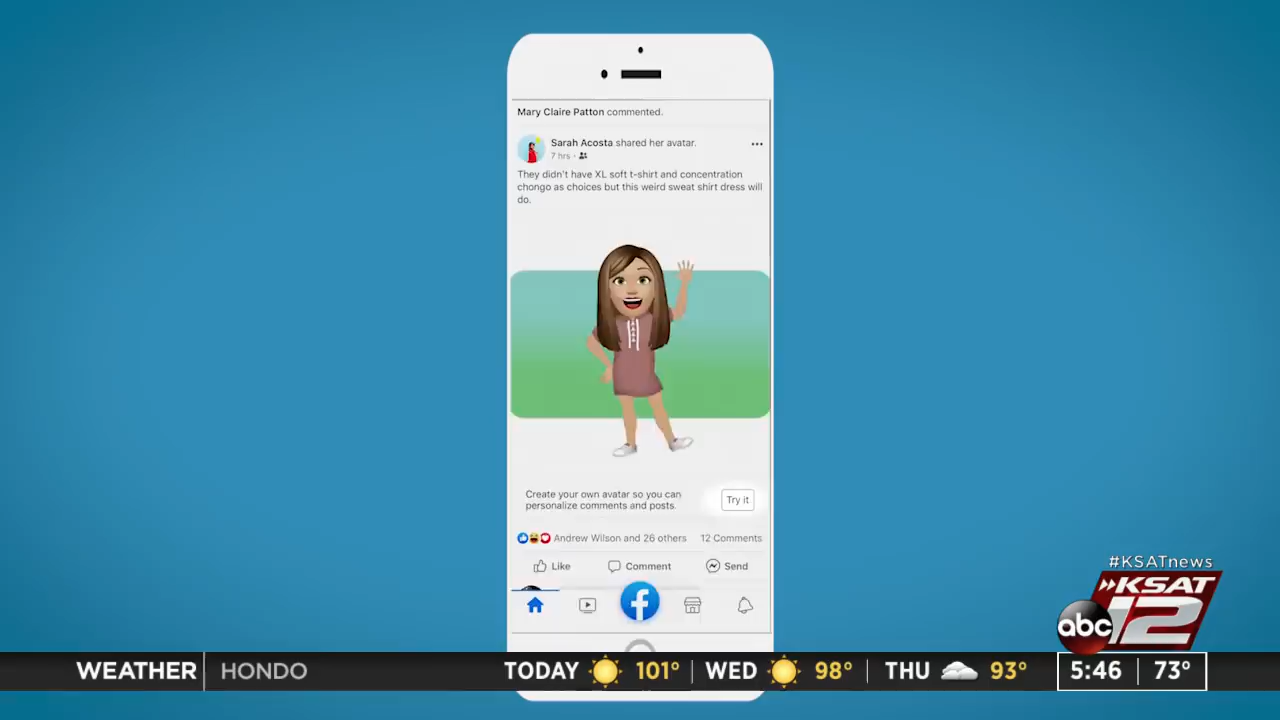 Mary Claire Patton commented.
Sarah Acosta shared her avatar.
7 hrs ·
They didn't have XL soft t-shirt and concentration
chongo as choices but this weird sweat shirt dress will
do.
Create your own avatar so you can
personalize comments and posts.
Try it
Andrew Wilson and 26 others 12 Comments
Like Comment Send
#KSATnews
KSAT
abc 12
WEATHER HONDO TODAY 101° WED 98° THU 93° 5:46 73°